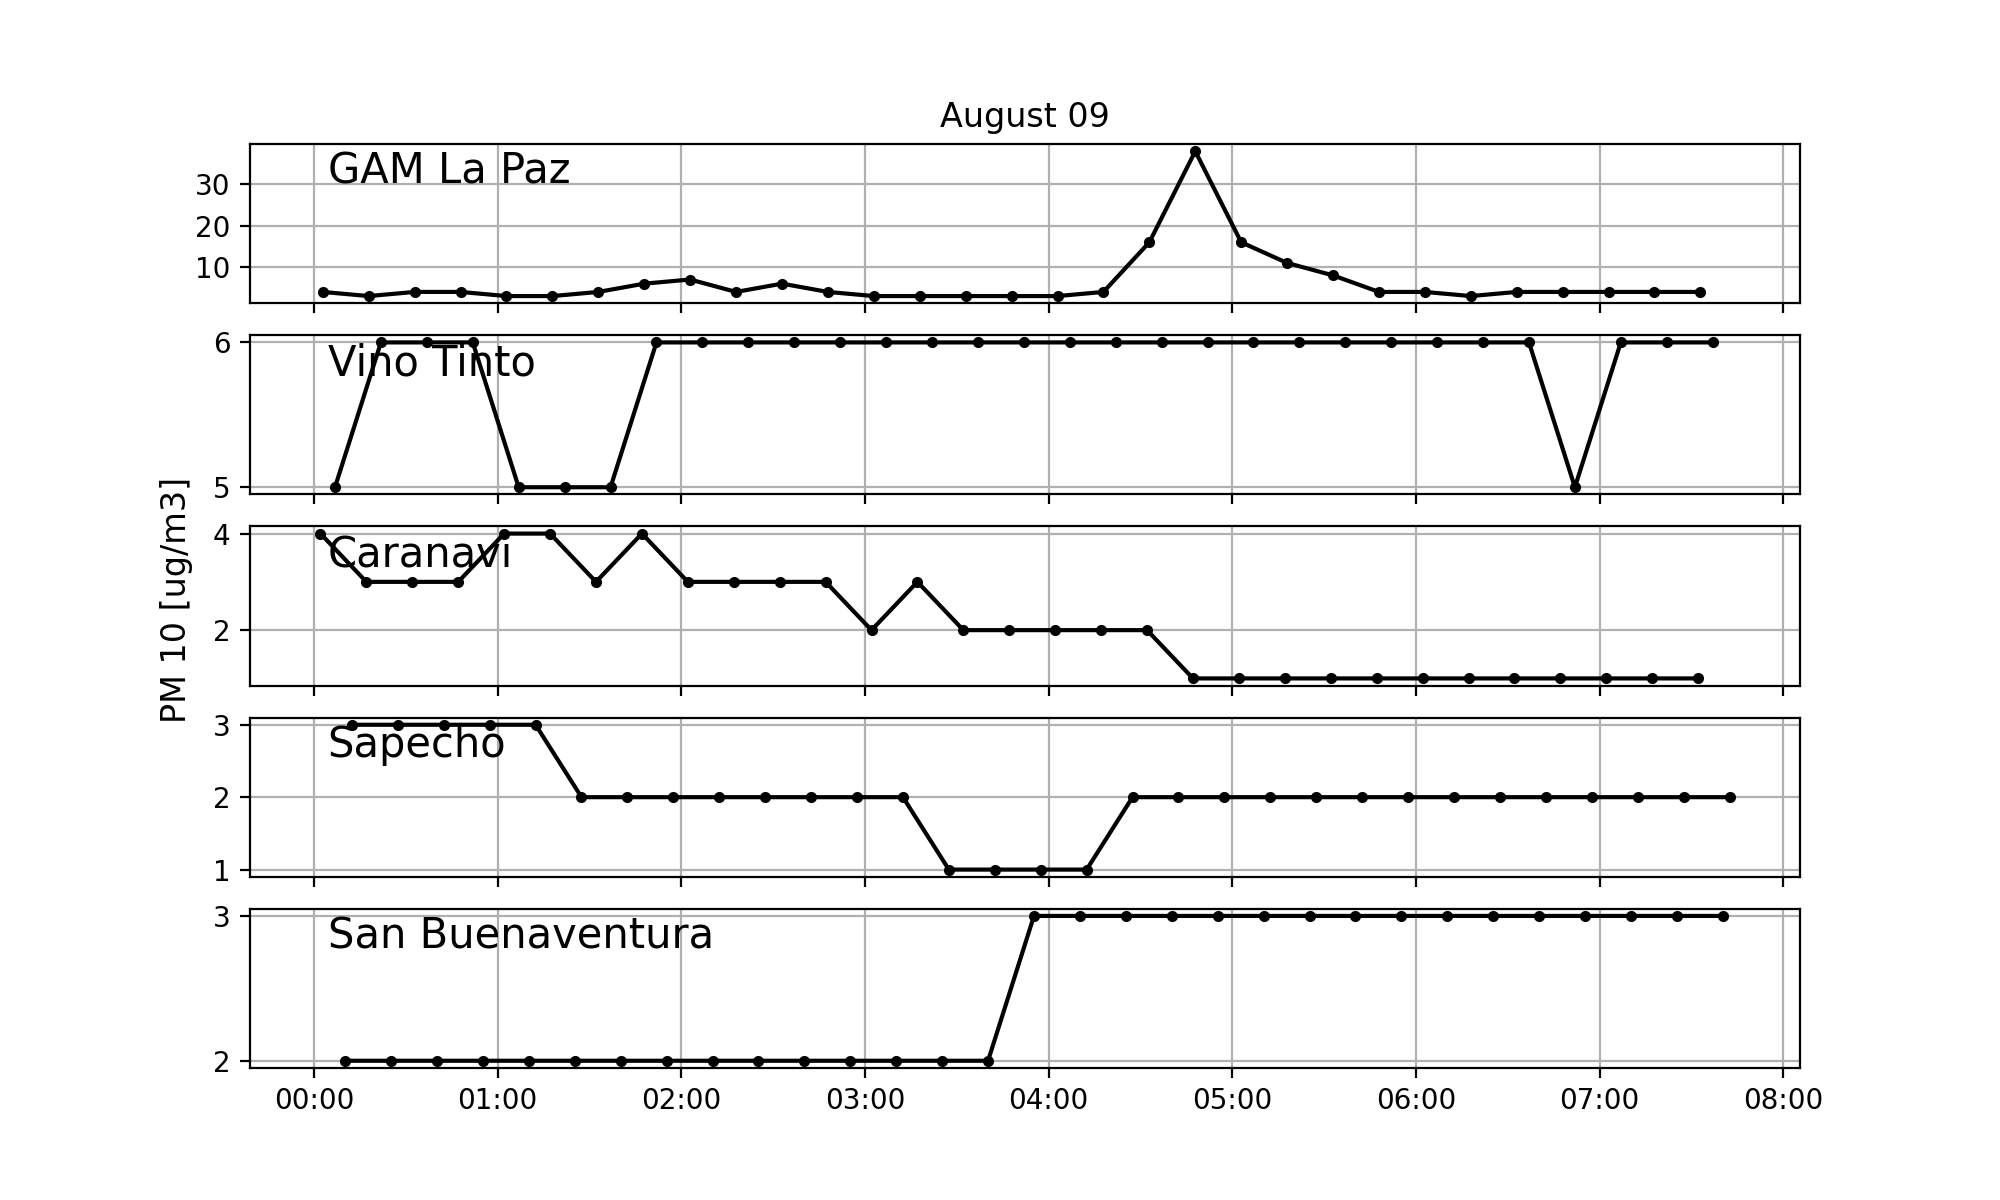 August 09
GAM La Paz
30
20
10
Vino Tinto
6
5
PM 10 [ug/m3]
Caranavi
4
2
Sapecho
3
2
1
San Buenaventura
3
2
00:00 01:00 02:00 03:00 04:00 05:00 06:00 07:00 08:00